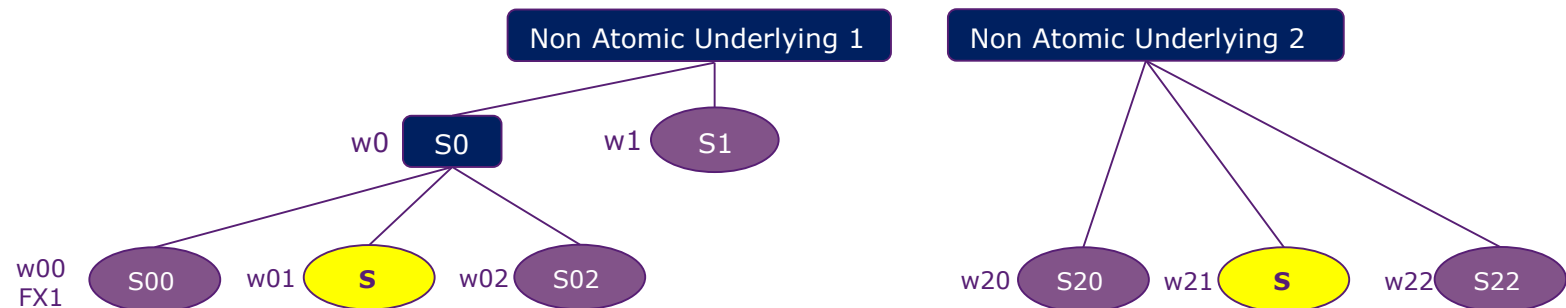 Non Atomic Underlying 1
Non Atomic Underlying 2
w0
S0
w1
S1
w00
FX1
S00
w01
S
w02
S02
w20
S20
w21
S
w22
S22